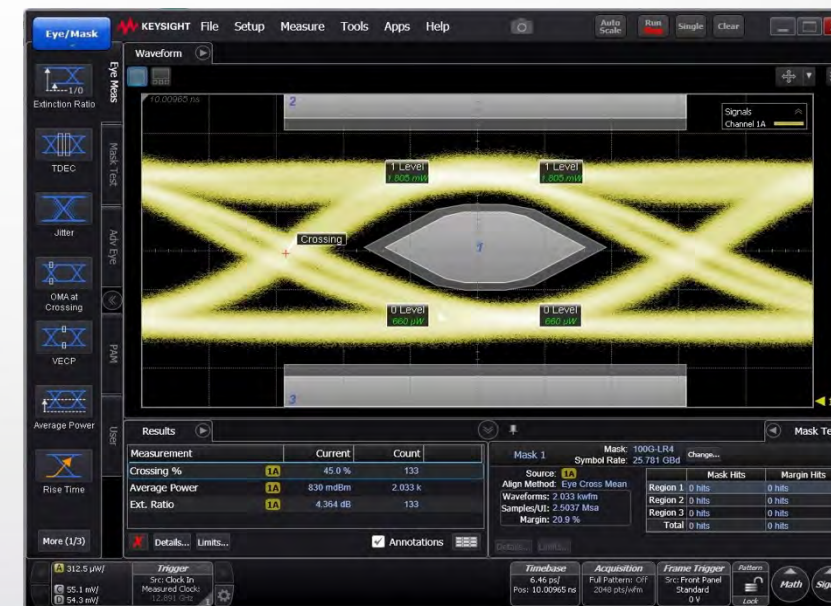 Eye/Mask
KEYSIGHT File Setup Measure Tools Apps Help
Auto Scale
Run
Stop
Single
Clear
Waveform
Extinction Ratio
TDEC
Jitter
OMA at
Crossing
VECP
Average Power
Rise Time
More (1/3)
Eye Meas
Mask Test
Adv Eye
PAM
User
10.00965 ns
2
Signals
Channel 1A
1 Level
1.805 mW
1 Level
1.805 mW
Crossing
1
0 Level
660 µW
0 Level
660 µW
3
Results
Measurement Current Count
Crossing % 1A 45.0 % 133
Average Power 1A 830 mdBm 2.033 k
Ext. Ratio 1A 4.364 dB 133
Details... Limits...
Annotations
Mask 1
Mask: 100G-LR4
Symbol Rate: 25.781 GBd
Change...
Source: 1A
Align Method: Eye Cross Mean
Waveforms: 2.033 kwfm
Samples/UI: 2.5037 Msa
Margin: 20.9 %
Mask Hits Margin Hits
Region 1 0 hits 0 hits
Region 2 0 hits 0 hits
Region 3 0 hits 0 hits
Total 0 hits 0 hits
Details... Limits...
A 312.5 µW/
C 55.1 mV/
D 54.3 mV/
Trigger
Src: Clock In
Measured Clock:
12.891 GHz
Timebase
6.46 ps/
Pos: 10.00965 ns
Acquisition
Full Pattern: Off
2048 pts/wfm
Frame Trigger
Src: Front Panel
Standard
0 V
Pattern
Lock
Math